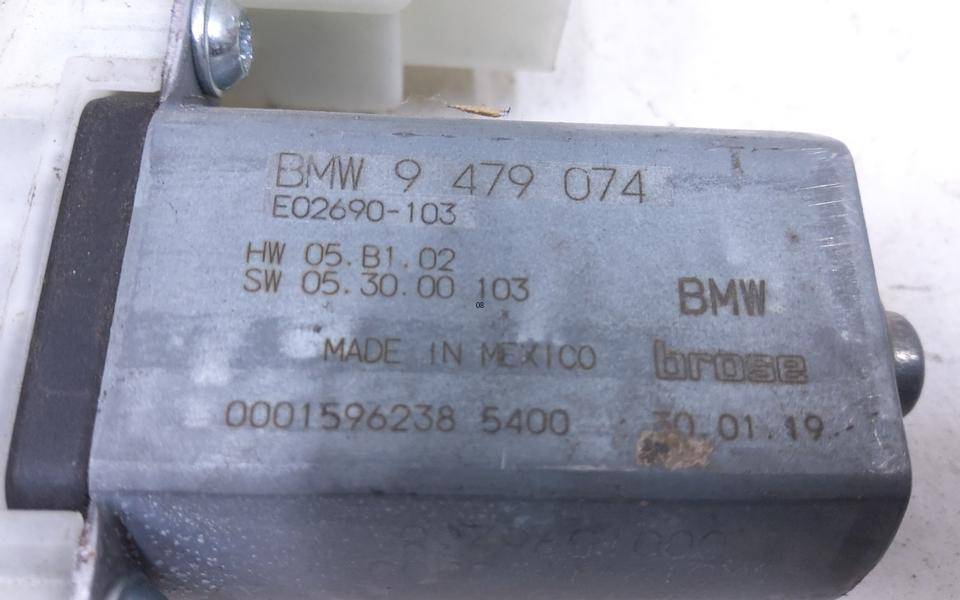 BMW 9 479 074
E02690-103
HW 05.B1.02
SW 05.30.00 103
08
BMW
MADE IN MEXICO
brose
0001596238 5400
30.01.19